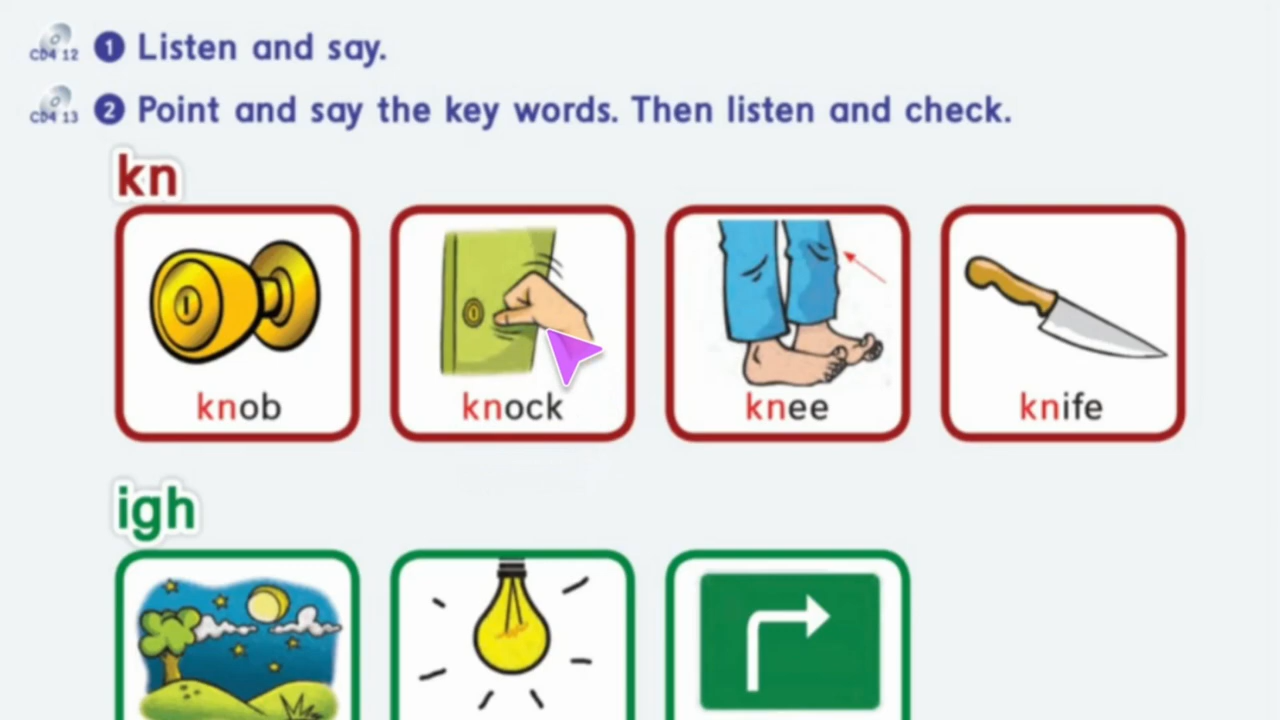 CD4 12 1 Listen and say.
CD4 13 2 Point and say the key words. Then listen and check.
kn
knob knock knee knife
igh